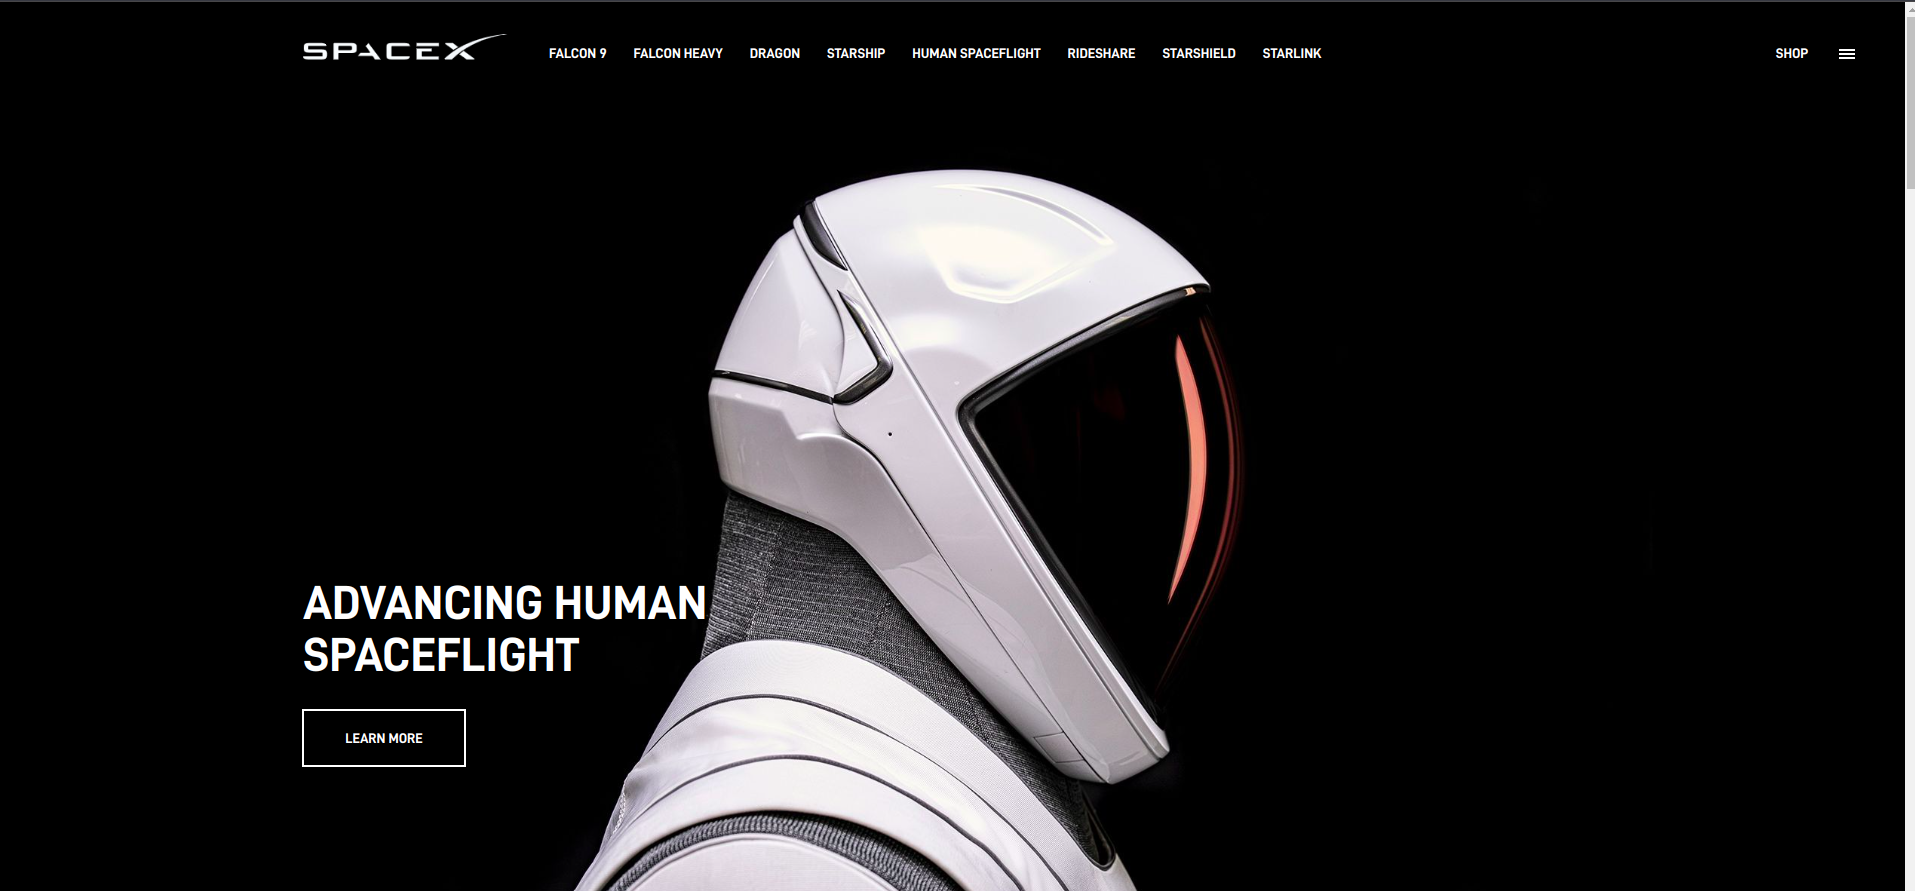 SPACEX
FALCON 9 FALCON HEAVY DRAGON STARSHIP HUMAN SPACEFLIGHT RIDESHARE STARSHIELD STARLINK SHOP
ADVANCING HUMAN
SPACEFLIGHT
LEARN MORE